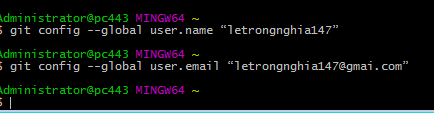 Administrator@pc443 MINGW64 ~
$ git config --global user.name “letrongnghia147”
Administrator@pc443 MINGW64 ~
$ git config --global user.email “letrongnghia147@gmai.com”
Administrator@pc443 MINGW64 ~
$